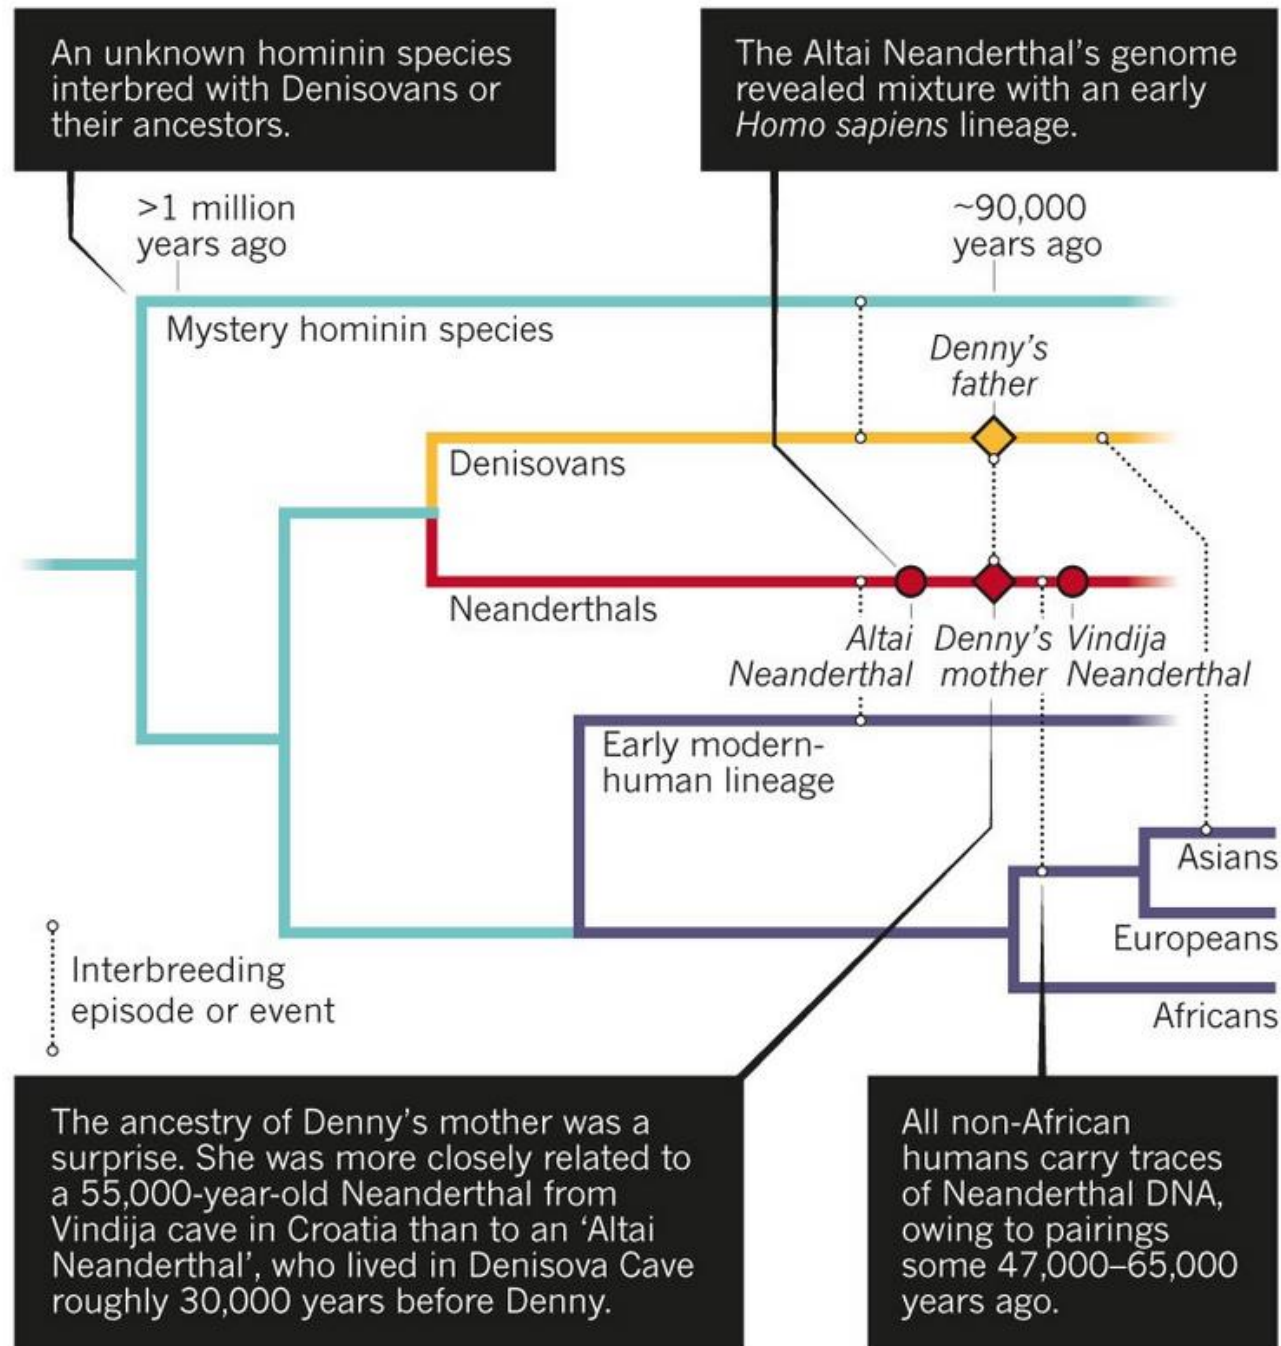 An unknown hominin species
interbred with Denisovans or
their ancestors.
The Altai Neanderthal’s genome
revealed mixture with an early
Homo sapiens lineage.
>1 million
years ago
~90,000
years ago
Mystery hominin species
Denny’s
father
Denisovans
Neanderthals
Altai
Neanderthal
Denny’s
mother
Vindija
Neanderthal
Early modern-
human lineage
Asians
Europeans
Africans
Interbreeding
episode or event
The ancestry of Denny’s mother was a
surprise. She was more closely related to
a 55,000-year-old Neanderthal from
Vindija cave in Croatia than to an ‘Altai
Neanderthal’, who lived in Denisova Cave
roughly 30,000 years before Denny.
All non-African
humans carry traces
of Neanderthal DNA,
owing to pairings
some 47,000–65,000
years ago.